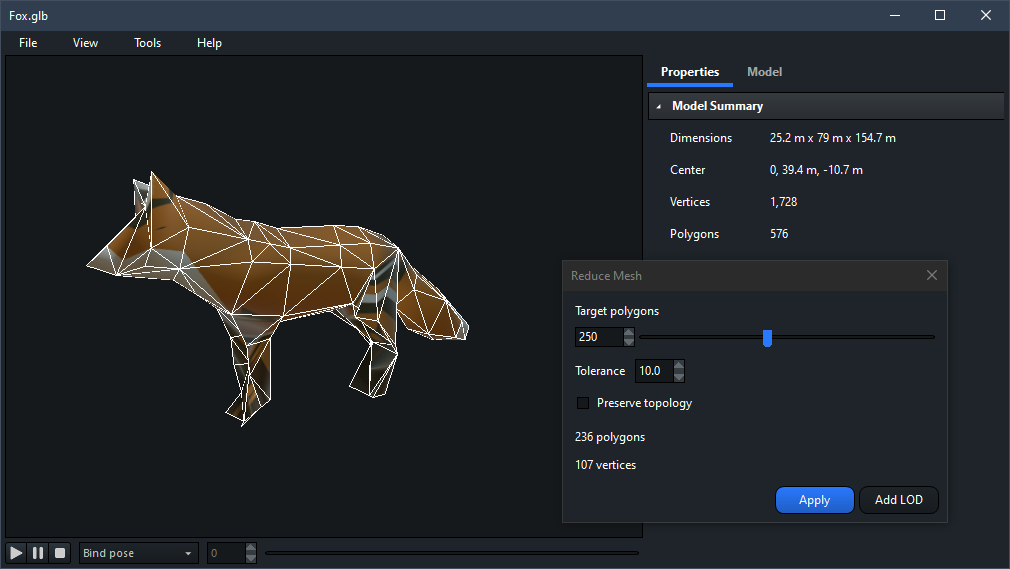 Fox.glb
File View Tools Help
Properties Model
Model Summary
Dimensions 25.2 m x 79 m x 154.7 m
Center 0, 39.4 m, -10.7 m
Vertices 1,728
Polygons 576
Reduce Mesh
Target polygons
250
Tolerance 10.0
Preserve topology
236 polygons
107 vertices
Apply Add LOD
Bind pose 0